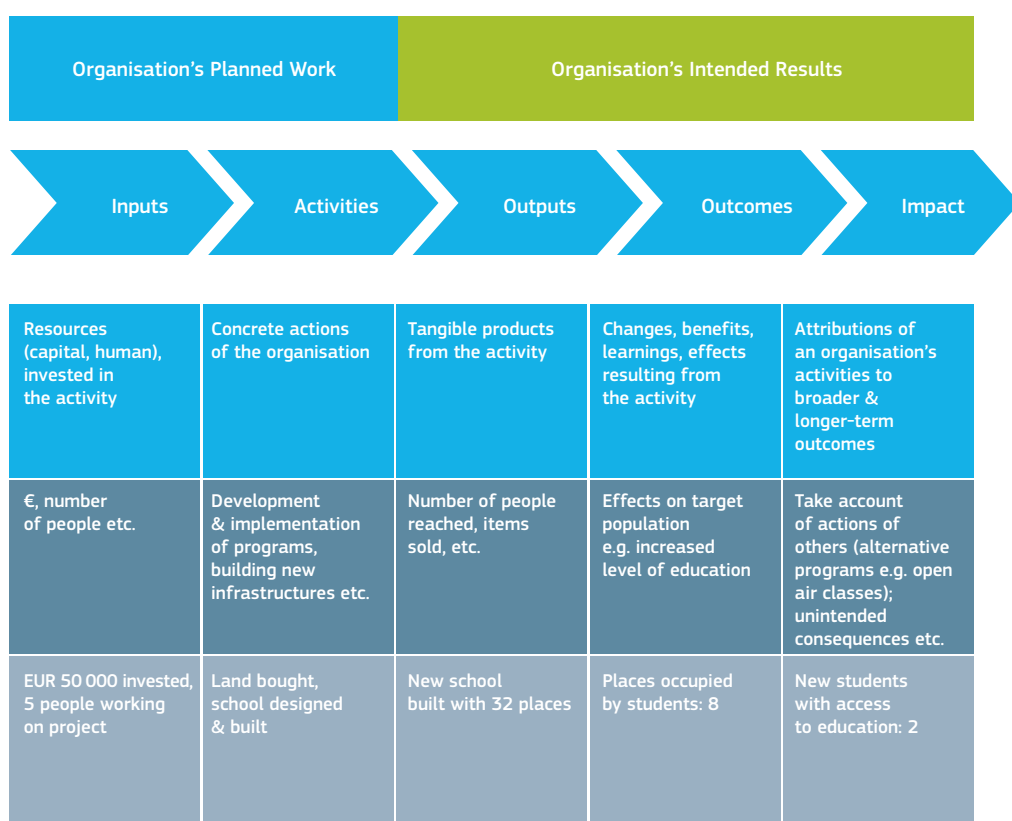 Organisation's Planned Work
Organisation's Intended Results
Inputs
Activities
Outputs
Outcomes
Impact
Resources
(capital, human),
invested in
the activity
Concrete actions
of the organisation
Tangible products
from the activity
Changes, benefits,
learnings, effects
resulting from
the activity
Attributions of
an organisation's
activities to
broader &
longer-term
outcomes
€, number
of people etc.
Development
& implementation
of programs,
building new
infrastructures etc.
Number of people
reached, items
sold, etc.
Effects on target
population
e.g. increased
level of education
Take account
of actions of
others (alternative
programs e.g. open
air classes);
unintended
consequences etc.
EUR 50 000 invested,
5 people working
on project
Land bought,
school designed
& built
New school
built with 32 places
Places occupied
by students: 8
New students
with access
to education: 2